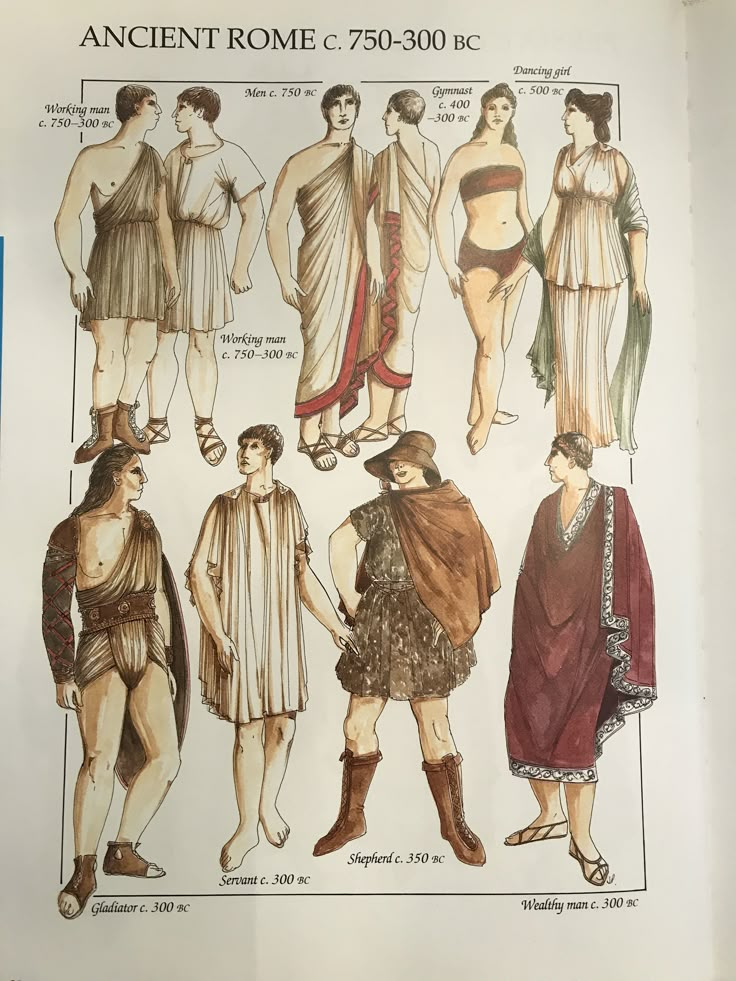 ANCIENT ROME C. 750-300 BC
Dancing girl
c. 500 BC
Men c. 750 BC
Gymnast
c. 400
–300 BC
Working man
c. 750–300 BC
Working man
c. 750–300 BC
Shepherd c. 350 BC
Servant c. 300 BC
Gladiator c. 300 BC
Wealthy man c. 300 BC